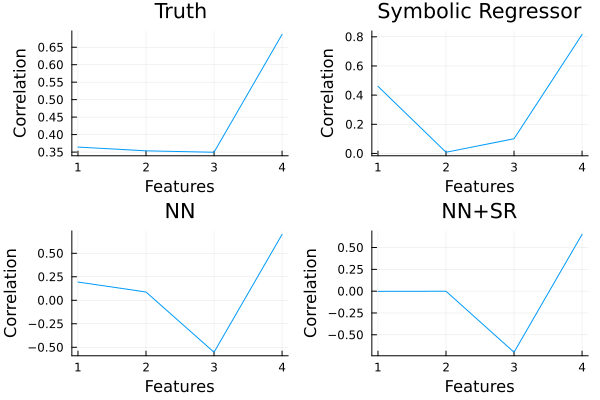 Truth
Correlation
0.65
0.60
0.55
0.50
0.45
0.40
0.35
1 2 3 4
Features
Symbolic Regressor
Correlation
0.8
0.6
0.4
0.2
0.0
1 2 3 4
Features
NN
Correlation
0.50
0.25
0.00
−0.25
−0.50
1 2 3 4
Features
NN+SR
Correlation
0.50
0.25
0.00
−0.25
−0.50
1 2 3 4
Features